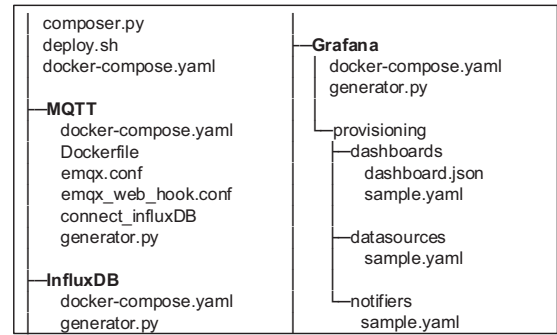 composer.py
deploy.sh
docker-compose.yaml
MQTT
docker-compose.yaml
Dockerfile
emqx.conf
emqx_web_hook.conf
connect_influxDB
generator.py
InfluxDB
docker-compose.yaml
generator.py
Grafana
docker-compose.yaml
generator.py
provisioning
dashboards
dashboard.json
sample.yaml
datasources
sample.yaml
notifiers
sample.yaml